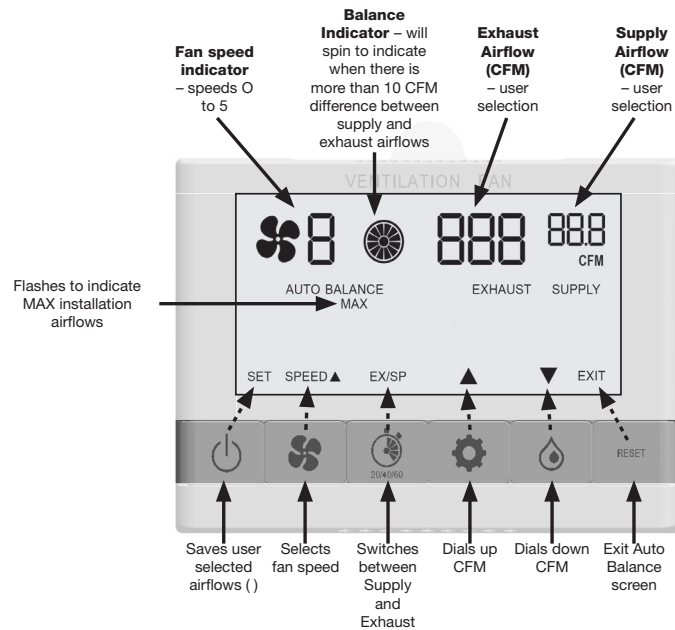 Fan speed
indicator
– speeds O
to 5
Balance
Indicator – will
spin to indicate
when there is
more than 10 CFM
difference between
supply and
exhaust airflows
Exhaust
Airflow
(CFM)
– user
selection
Supply
Airflow
(CFM)
– user
selection
VENTILATION FAN
8 888 88.8
CFM
AUTO BALANCE EXHAUST SUPPLY
MAX
Flashes to indicate
MAX installation
airflows
SET SPEED ▲ EX/SP ▲ ▼ EXIT
20/40/60
RESET
Saves user
selected
airflows ( )
Selects
fan speed
Switches
between
Supply
and
Exhaust
Dials up
CFM
Dials down
CFM
Exit Auto
Balance
screen